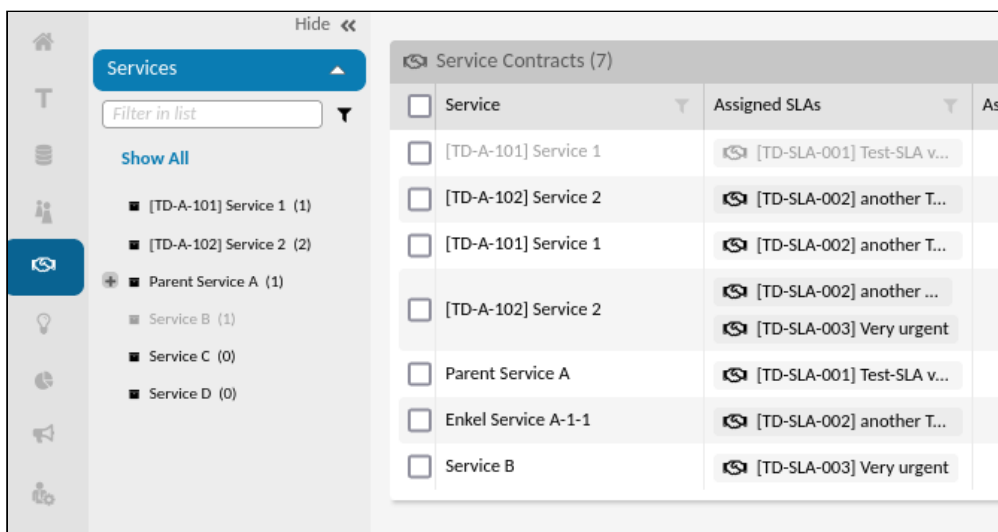 Hide
Services
Filter in list
Show All
[TD-A-101] Service 1 (1)
[TD-A-102] Service 2 (2)
Parent Service A (1)
Service B (1)
Service C (0)
Service D (0)
Service Contracts (7)
Service Assigned SLAs As
[TD-A-101] Service 1 [TD-SLA-001] Test-SLA v...
[TD-A-102] Service 2 [TD-SLA-002] another T...
[TD-A-101] Service 1 [TD-SLA-002] another T...
[TD-A-102] Service 2 [TD-SLA-002] another ...
[TD-SLA-003] Very urgent
Parent Service A [TD-SLA-001] Test-SLA v...
Enkel Service A-1-1 [TD-SLA-002] another T...
Service B [TD-SLA-003] Very urgent